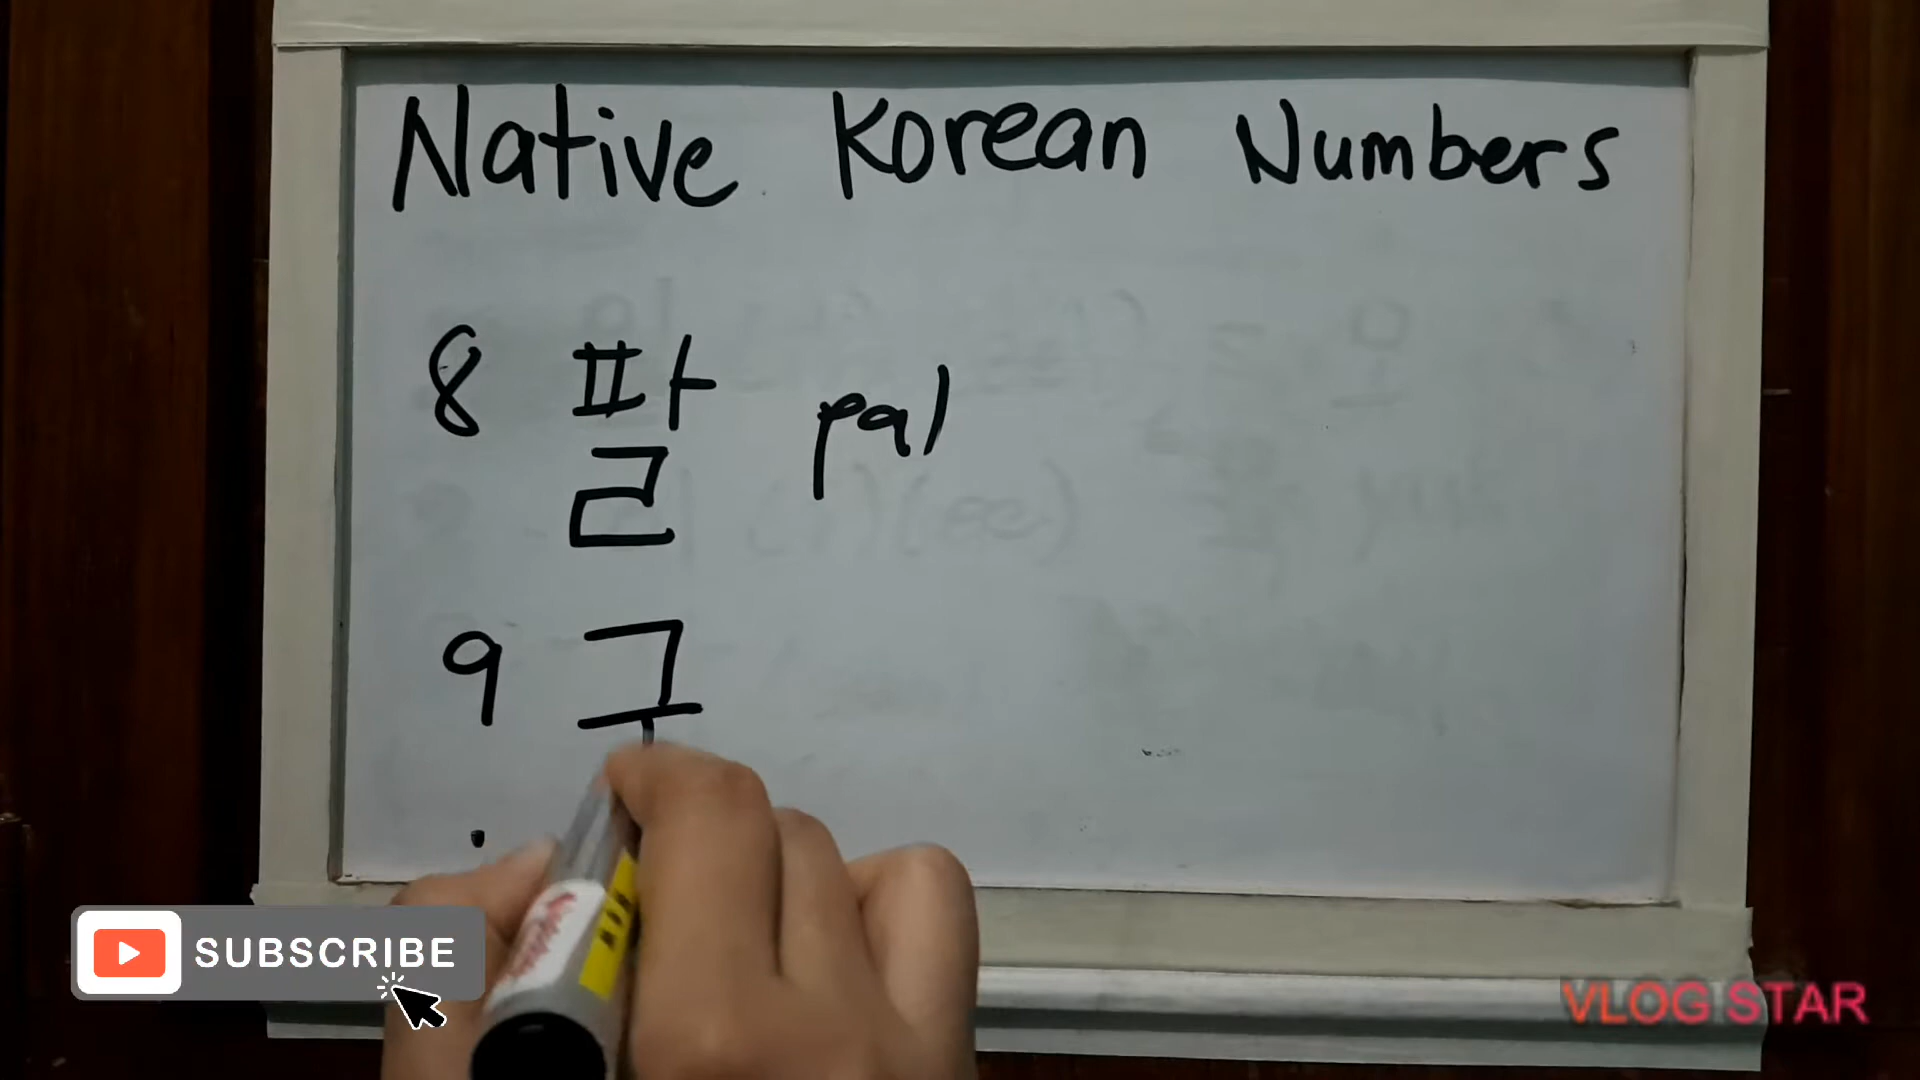 Native Korean Numbers
8 팔 pal
9 구
SUBSCRIBE
VLOG STAR